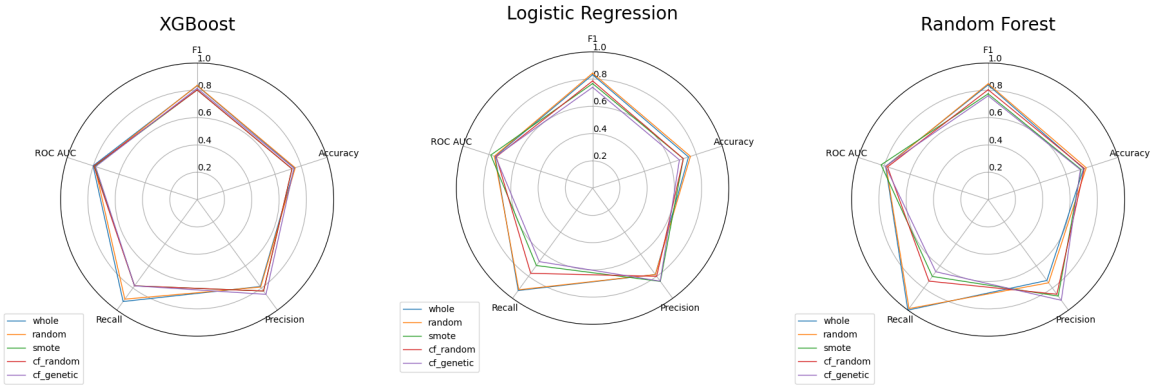 XGBoost
F1
1.0
0.8
0.6
0.4
0.2
Accuracy
ROC AUC
Recall
Precision
whole
random
smote
cf_random
cf_genetic
Logistic Regression
F1
1.0
0.8
0.6
0.4
0.2
Accuracy
ROC AUC
Recall
Precision
whole
random
smote
cf_random
cf_genetic
Random Forest
F1
1.0
0.8
0.6
0.4
0.2
Accuracy
ROC AUC
Recall
Precision
whole
random
smote
cf_random
cf_genetic